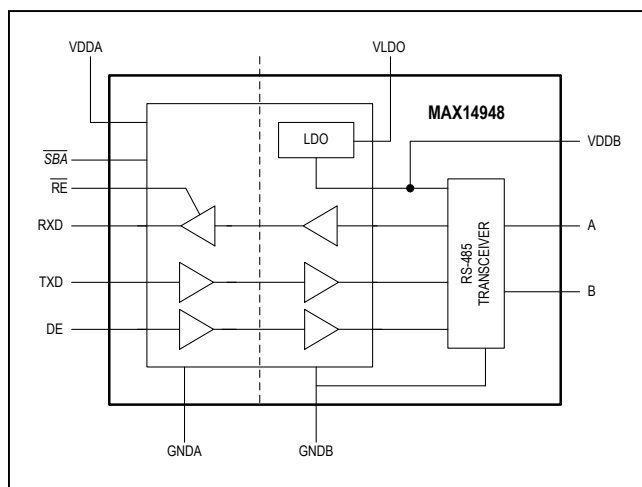 VDDA
VLDO
MAX14948
LDO
VDDB
SBA
RE
RXD
A
TXD
B
DE
RS-485
TRANSCEIVER
GNDA
GNDB